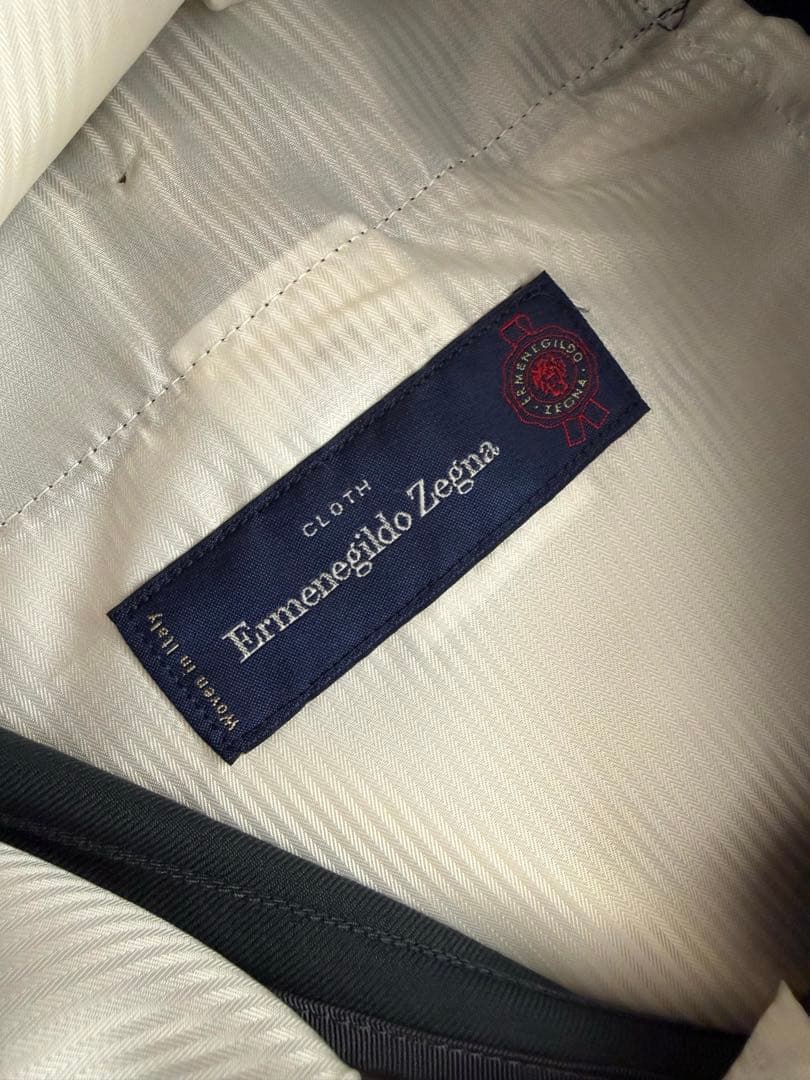 CLOTH
Ermenegildo Zegna
Woven in Italy
ERMENEGILDO
ZEGNA